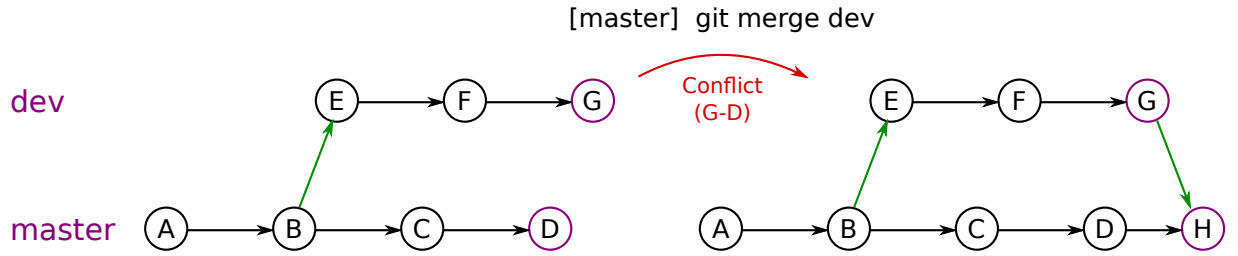 [master] git merge dev
dev
E F G
Conflict
(G-D)
E F G
master
A B C D
A B C D H